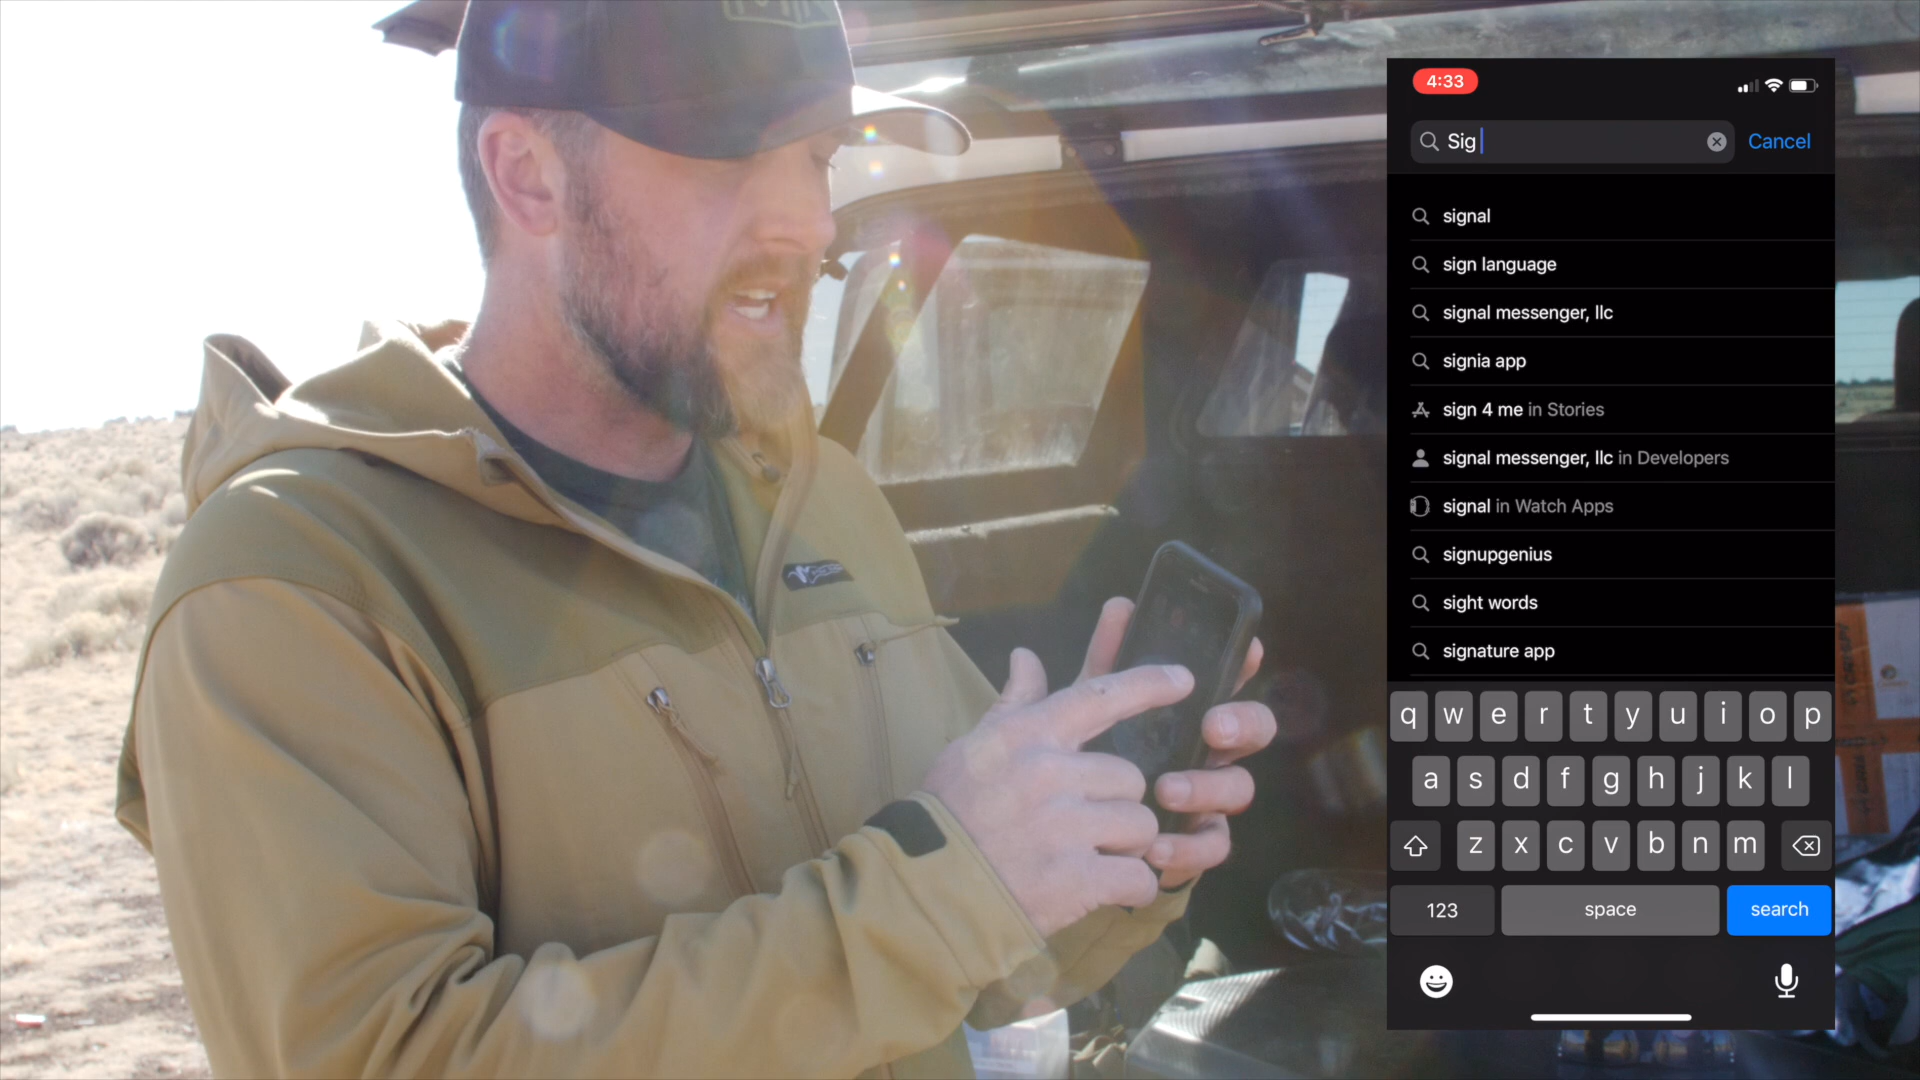 4:33
Sig
Cancel
signal
sign language
signal messenger, llc
signia app
sign 4 me in Stories
signal messenger, llc in Developers
signal in Watch Apps
signupgenius
sight words
signature app
q w e r t y u i o p
a s d f g h j k l
z x c v b n m
123 space search